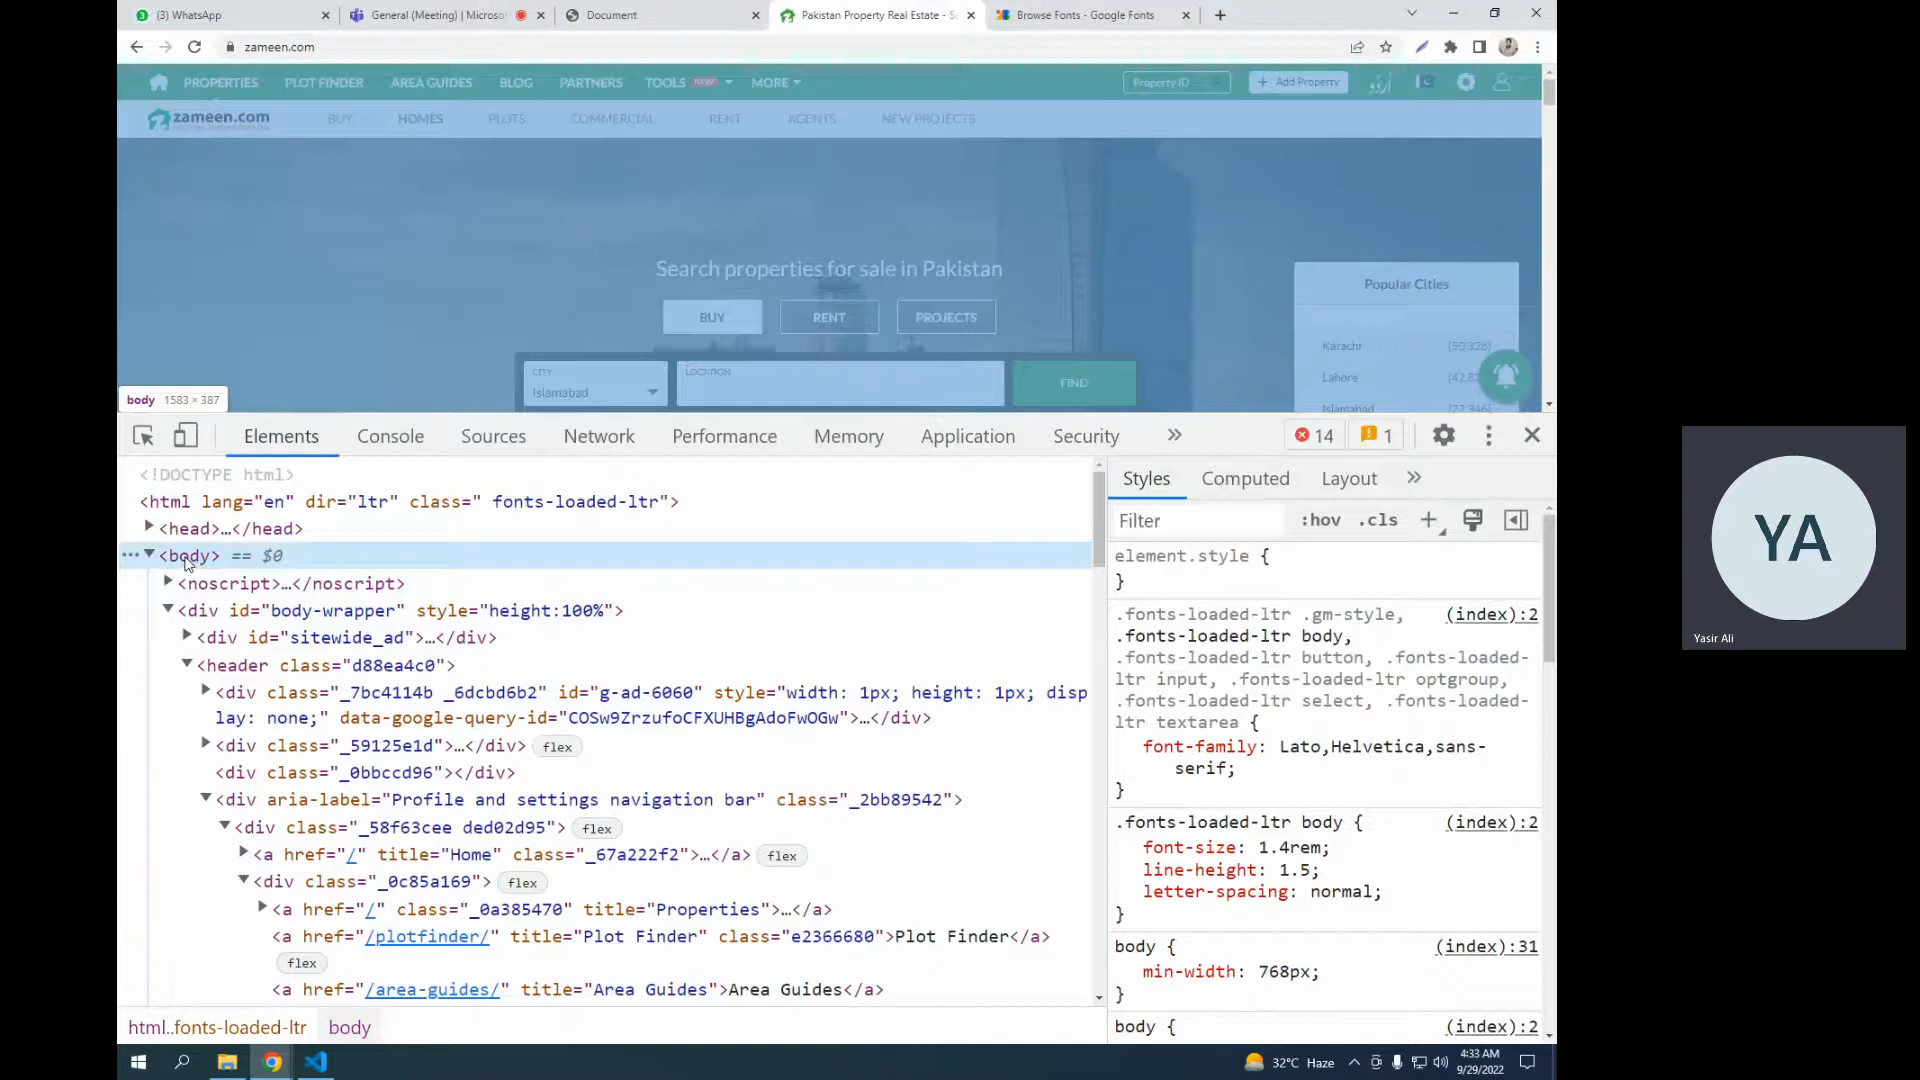 (3) WhatsApp
General (Meeting) | Microso
Document
Pakistan Property Real Estate - S
Browse Fonts - Google Fonts
zameen.com
PROPERTIES
PLOT FINDER
AREA GUIDES
BLOG
PARTNERS
TOOLS NEW
MORE
Property ID
+ Add Property
اردو
zameen.com
BUY
HOMES
PLOTS
COMMERCIAL
RENT
AGENTS
NEW PROJECTS
Search properties for sale in Pakistan
BUY
RENT
PROJECTS
CITY
Islamabad
LOCATION
FIND
Popular Cities
Karachi (50,326)
Lahore (42,82
Islamabad (22,346)
body 1583 × 387
Elements
Console
Sources
Network
Performance
Memory
Application
Security
14
1
<!DOCTYPE html>
<html lang="en" dir="ltr" class=" fonts-loaded-ltr">
<head>…</head>
<body> == $0
<noscript>…</noscript>
<div id="body-wrapper" style="height:100%">
<div id="sitewide_ad">…</div>
<header class="d88ea4c0">
<div class="_7bc4114b _6dcbd6b2" id="g-ad-6060" style="width: 1px; height: 1px; disp
lay: none;" data-google-query-id="COSw9ZrzufoCFXUHBgAdoFwOGw">…</div>
<div class="_59125e1d">…</div> flex
<div class="_0bbccd96"></div>
<div aria-label="Profile and settings navigation bar" class="_2bb89542">
<div class="_58f63cee ded02d95"> flex
<a href="/" title="Home" class="_67a222f2">…</a> flex
<div class="_0c85a169"> flex
<a href="/" class="_0a385470" title="Properties">…</a>
<a href="/plotfinder/" title="Plot Finder" class="e2366680">Plot Finder</a>
flex
<a href="/area-guides/" title="Area Guides">Area Guides</a>
html..fonts-loaded-ltr
body
Styles
Computed
Layout
Filter
:hov
.cls
element.style {
}
.fonts-loaded-ltr .gm-style, (index):2
.fonts-loaded-ltr body,
.fonts-loaded-ltr button, .fonts-loaded-
ltr input, .fonts-loaded-ltr optgroup,
.fonts-loaded-ltr select, .fonts-loaded-
ltr textarea {
font-family: Lato,Helvetica,sans-
serif;
}
.fonts-loaded-ltr body { (index):2
font-size: 1.4rem;
line-height: 1.5;
letter-spacing: normal;
}
body { (index):31
min-width: 768px;
}
body { (index):2
32°C Haze
4:33 AM
9/29/2022
YA
Yasir Ali